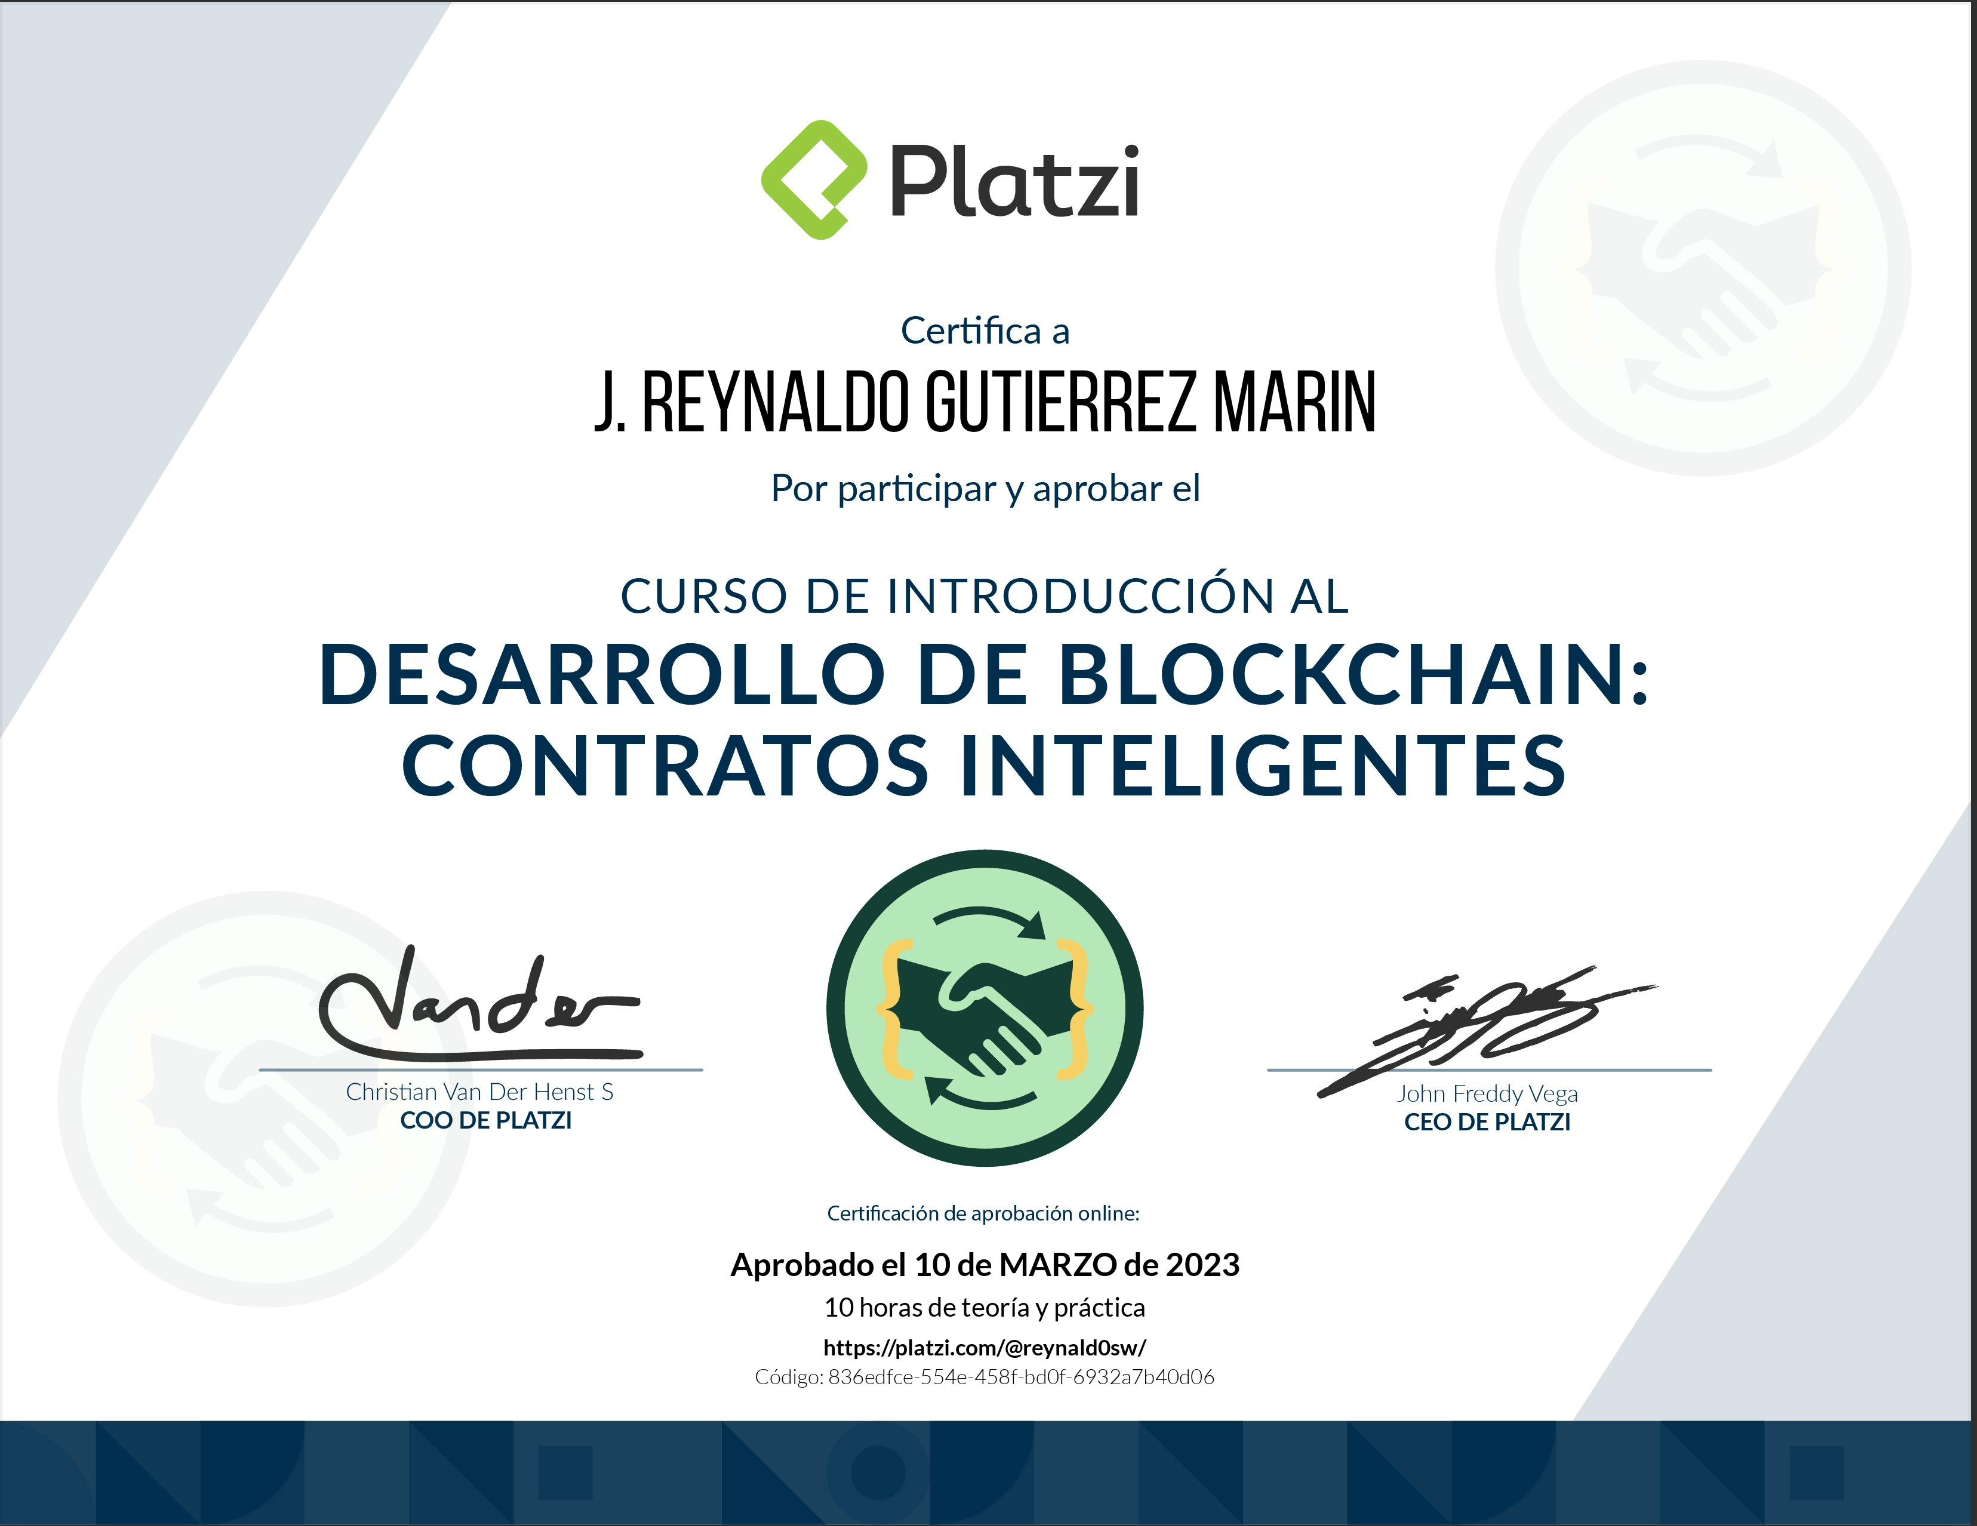 Platzi
Certifica a
J. REYNALDO GUTIERREZ MARIN
Por participar y aprobar el
CURSO DE INTRODUCCIÓN AL
DESARROLLO DE BLOCKCHAIN:
CONTRATOS INTELIGENTES
Vander
Christian Van Der Henst S
COO DE PLATZI
John Freddy Vega
CEO DE PLATZI
Certificación de aprobación online:
Aprobado el 10 de MARZO de 2023
10 horas de teoría y práctica
https://platzi.com/@reynald0sw/
Código: 836edfce-554e-458f-bd0f-6932a7b40d06